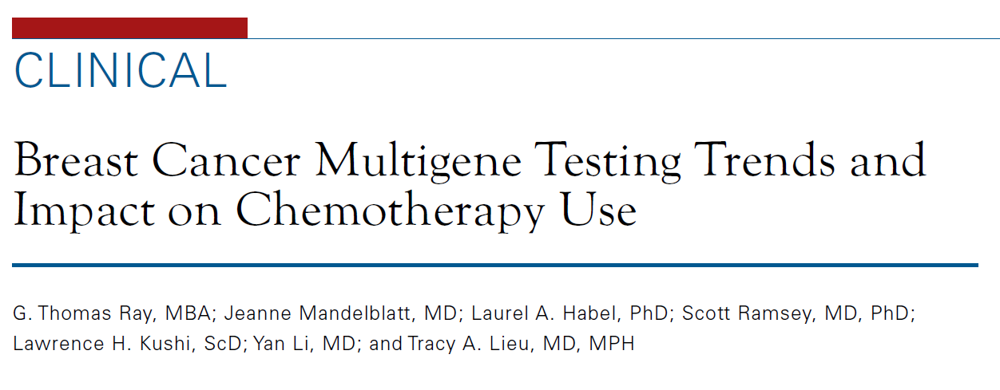 CLINICAL
Breast Cancer Multigene Testing Trends and
Impact on Chemotherapy Use
G. Thomas Ray, MBA; Jeanne Mandelblatt, MD; Laurel A. Habel, PhD; Scott Ramsey, MD, PhD;
Lawrence H. Kushi, ScD; Yan Li, MD; and Tracy A. Lieu, MD, MPH